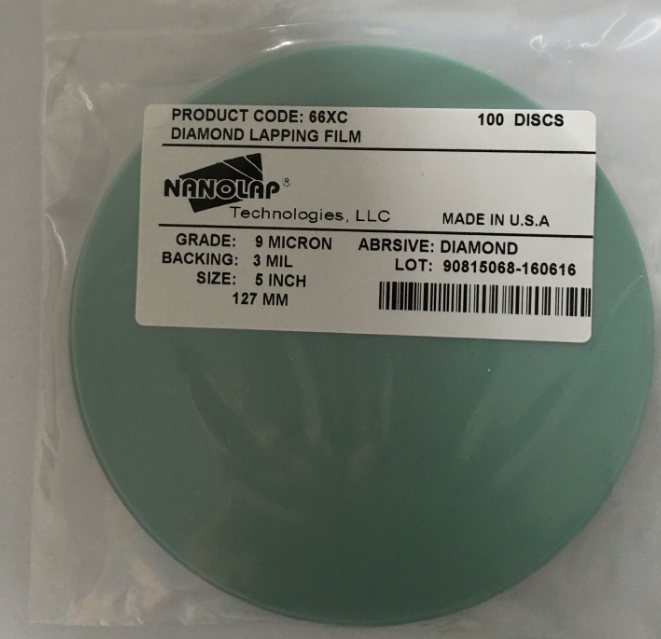 PRODUCT CODE: 66XC 100 DISCS
DIAMOND LAPPING FILM
NANOLAP®
Technologies, LLC MADE IN U.S.A
GRADE: 9 MICRON ABRSIVE: DIAMOND
BACKING: 3 MIL LOT: 90815068-160616
SIZE: 5 INCH
127 MM